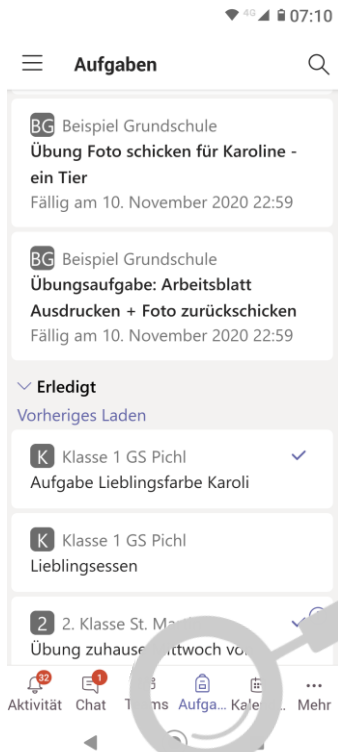 4G 07:10
Aufgaben
BG Beispiel Grundschule
Übung Foto schicken für Karoline -
ein Tier
Fällig am 10. November 2020 22:59
BG Beispiel Grundschule
Übungsaufgabe: Arbeitsblatt
Ausdrucken + Foto zurückschicken
Fällig am 10. November 2020 22:59
Erledigt
Vorheriges Laden
K Klasse 1 GS Pichl
Aufgabe Lieblingsfarbe Karoli
K Klasse 1 GS Pichl
Lieblingsessen
2 2. Klasse St.
Übung zuhause
32 1
Aktivität Chat Aufga... Mehr